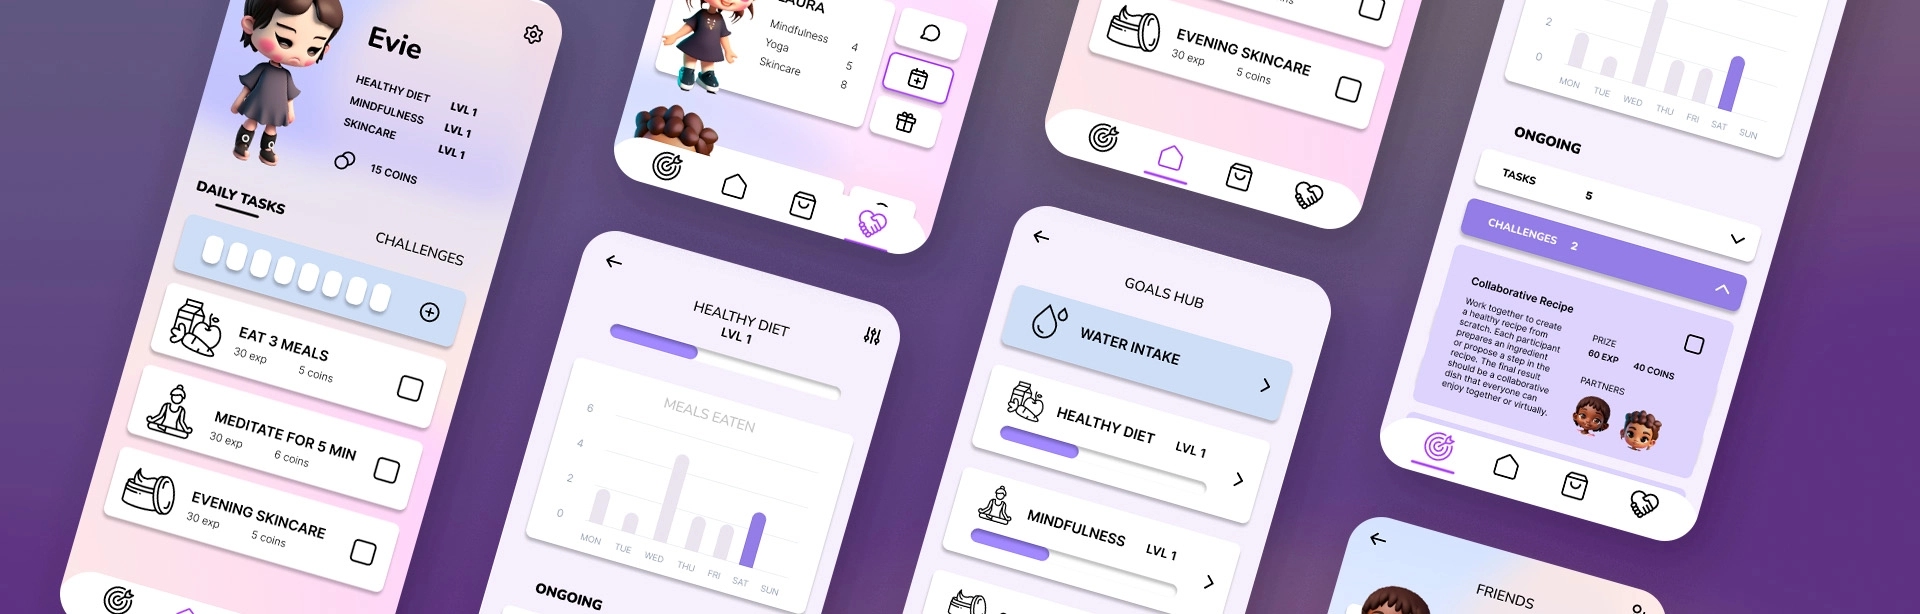 Evie
HEALTHY DIET LVL 1
MINDFULNESS LVL 1
SKINCARE LVL 1
15 COINS
DAILY TASKS
CHALLENGES
EAT 3 MEALS
30 exp 5 coins
MEDITATE FOR 5 MIN
30 exp 6 coins
EVENING SKINCARE
30 exp 5 coins
Mindfulness 4
Yoga 5
Skincare 8
HEALTHY DIET
LVL 1
MEALS EATEN
6
4
2
0
MON TUE WED THU FRI SAT SUN
ONGOING
EVENING SKINCARE
30 exp 5 coins
GOALS HUB
WATER INTAKE
HEALTHY DIET LVL 1
MINDFULNESS LVL 1
2
0
MON TUE WED THU FRI SAT SUN
ONGOING
TASKS 5
CHALLENGES 2
Collaborative Recipe
Work together to create
a healthy recipe from
scratch. Each participant
prepares an ingredient
or propose a step in the
recipe. The final result
should be a collaborative
dish that everyone can
enjoy together or virtually.
PRIZE
60 EXP 40 COINS
PARTNERS
FRIENDS